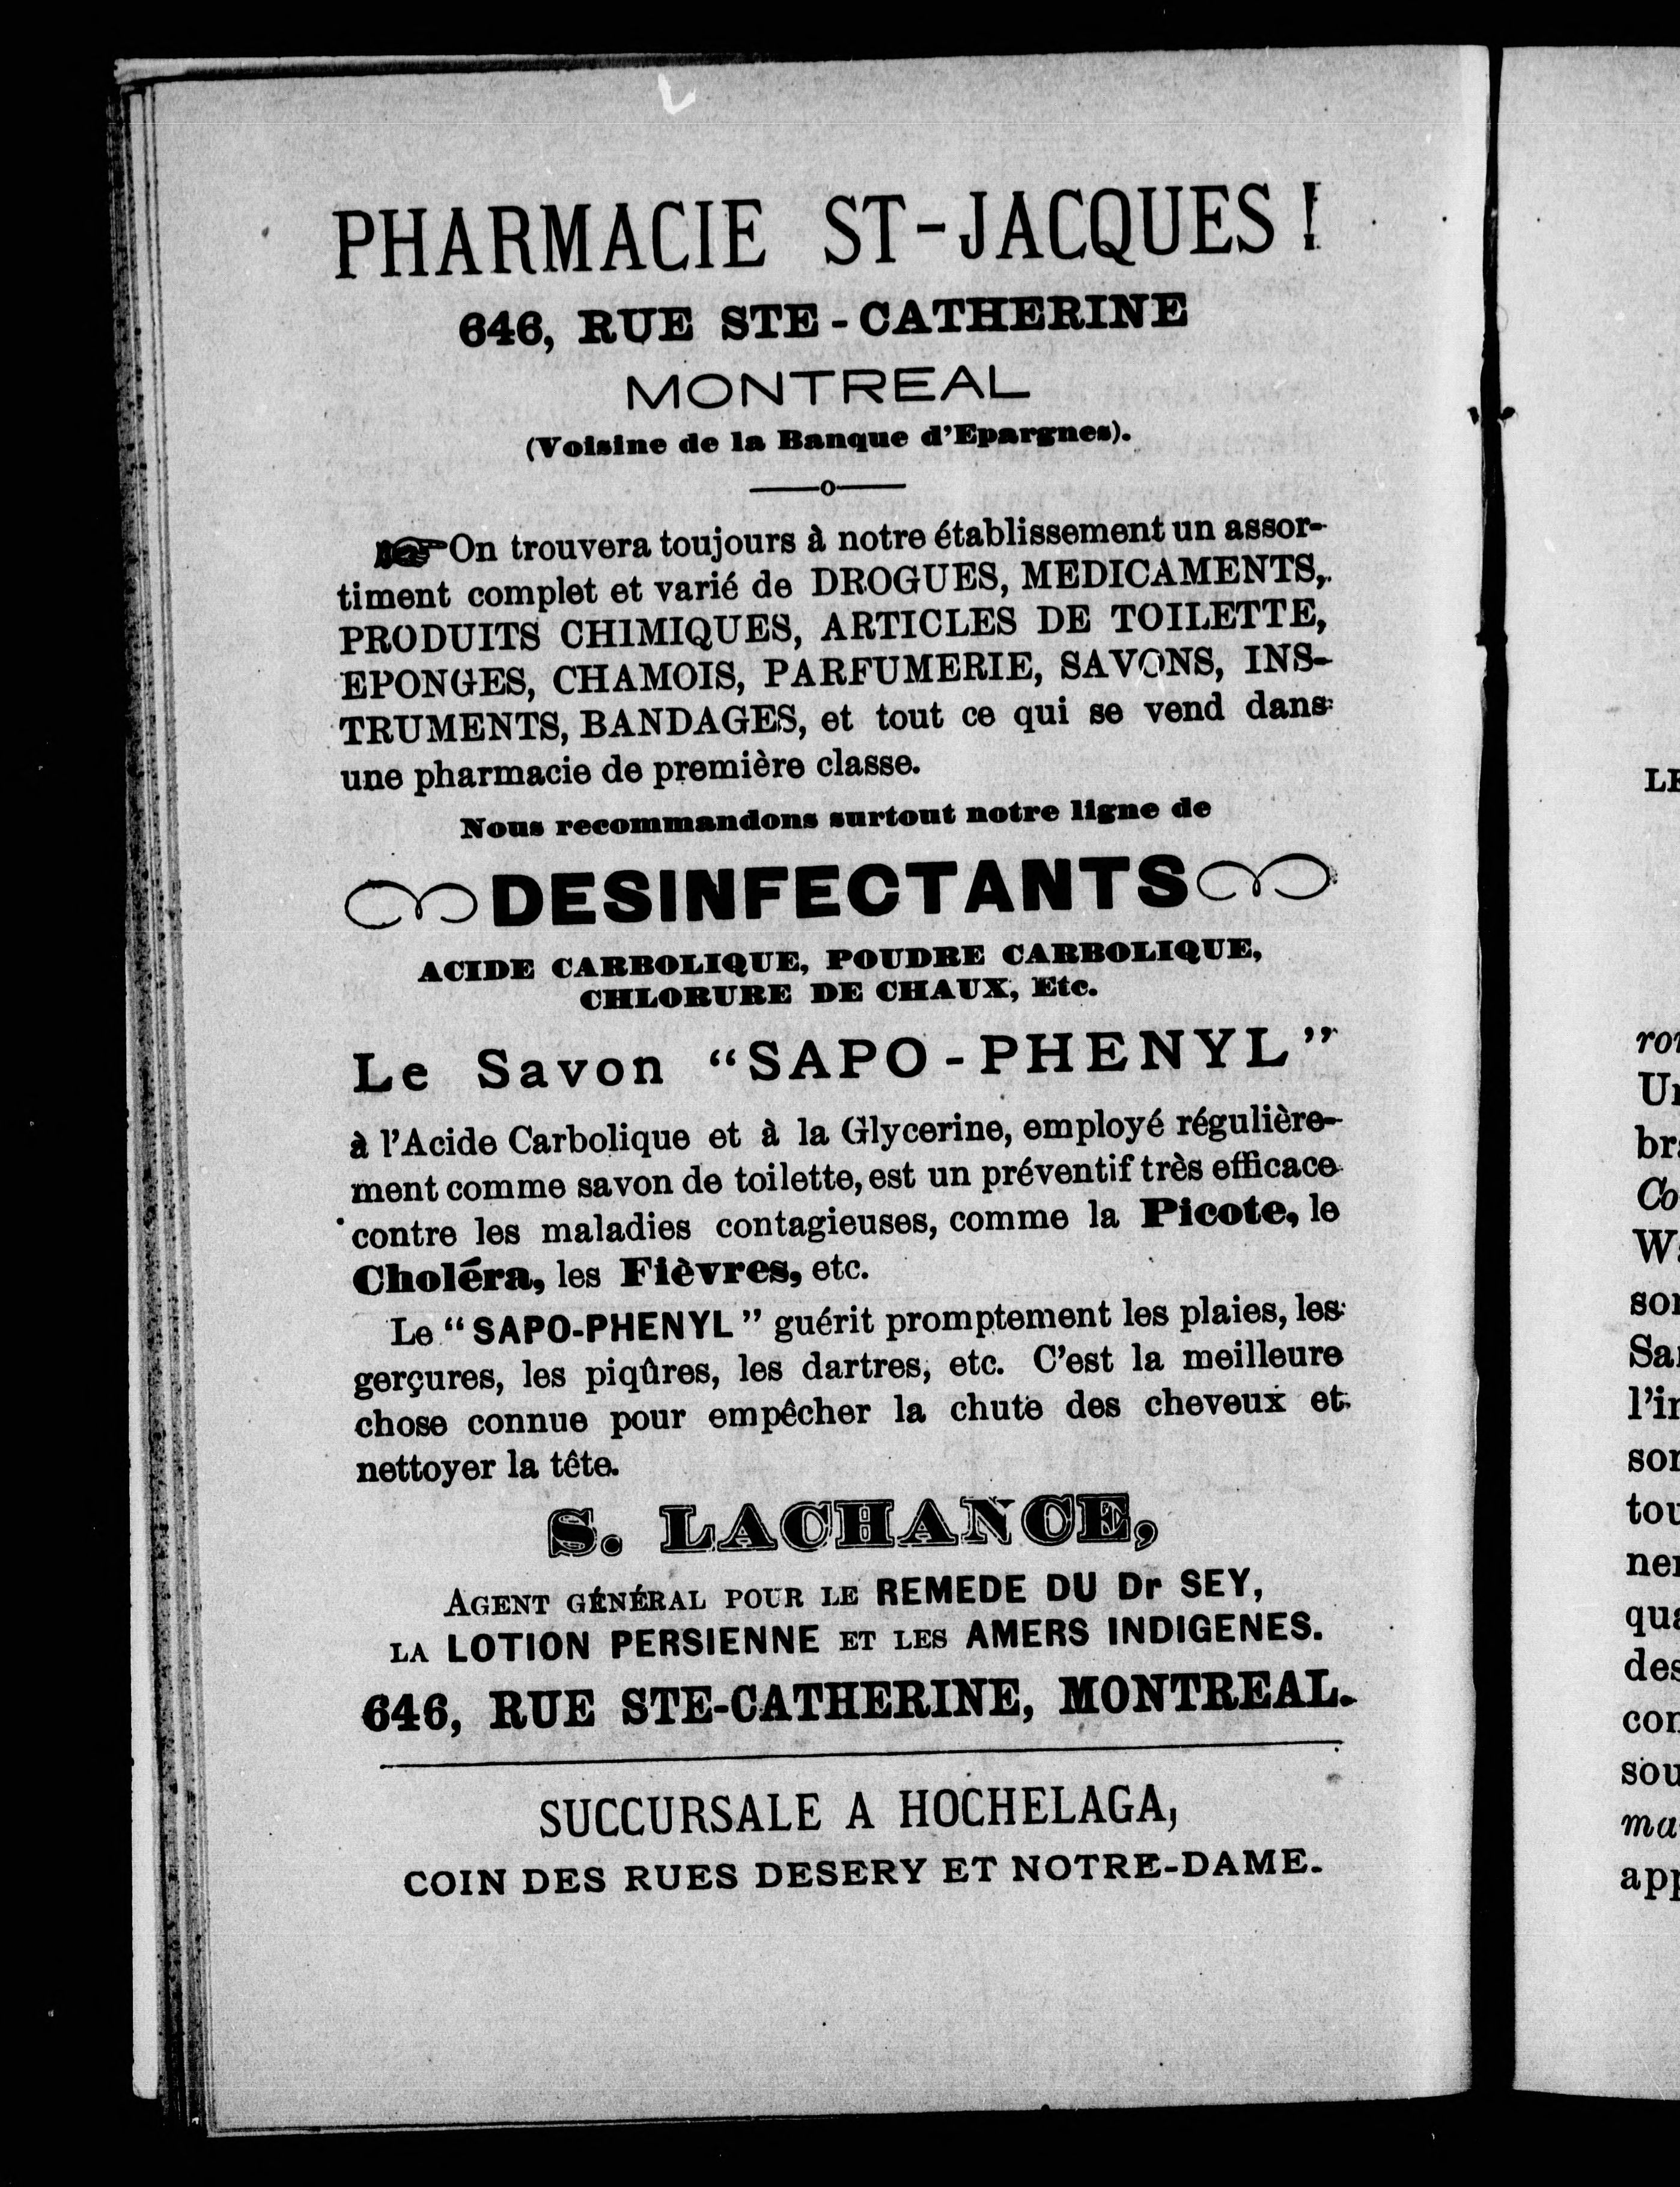 PHARMACIE ST-JACQUES!
646, RUE STE-CATHERINE
MONTREAL
(Voisine de la Banque d'Epargnes).
On trouvera toujours à notre établissement un assor-
timent complet et varié de DROGUES, MEDICAMENTS,
PRODUITS CHIMIQUES, ARTICLES DE TOILETTE,
EPONGES, CHAMOIS, PARFUMERIE, SAVONS, INS-
TRUMENTS, BANDAGES, et tout ce qui se vend dans
une pharmacie de première classe.
Nous recommandons surtout notre ligne de
DESINFECTANTS
ACIDE CARBOLIQUE, POUDRE CARBOLIQUE,
CHLORURE DE CHAUX, Etc.
Le Savon "SAPO-PHENYL"
à l'Acide Carbolique et à la Glycerine, employé régulière-
ment comme savon de toilette, est un préventif très efficace
contre les maladies contagieuses, comme la Picote, le
Choléra, les Fièvres, etc.
Le "SAPO-PHENYL" guérit promptement les plaies, les
gerçures, les piqûres, les dartres, etc. C'est la meilleure
chose connue pour empêcher la chute des cheveux et
nettoyer la tête.
S. LACHANCE,
AGENT GÉNÉRAL POUR LE REMEDE DU Dr SEY,
LA LOTION PERSIENNE ET LES AMERS INDIGENES.
646, RUE STE-CATHERINE, MONTREAL.
SUCCURSALE A HOCHELAGA,
COIN DES RUES DESERY ET NOTRE-DAME.